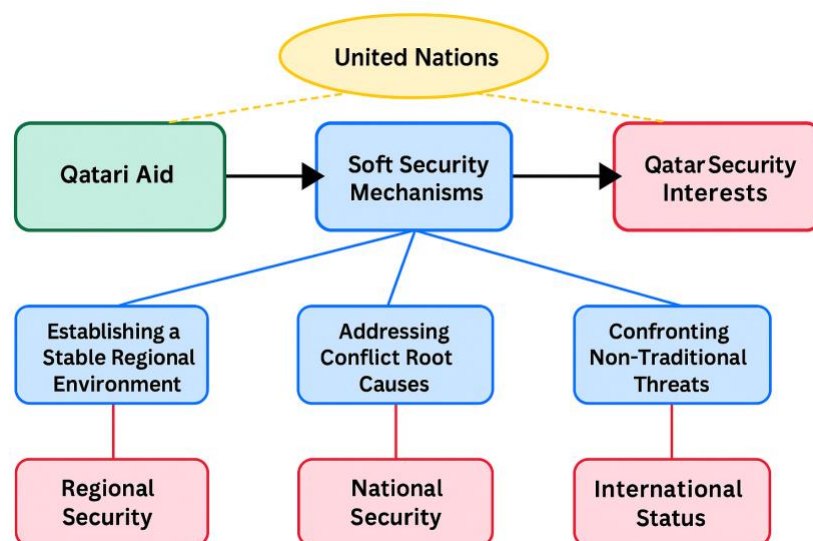 United Nations
Qatari Aid
Soft Security
Mechanisms
Qatar Security
Interests
Establishing a
Stable Regional
Environment
Addressing
Conflict Root
Causes
Confronting
Non-Traditional
Threats
Regional
Security
National
Security
International
Status